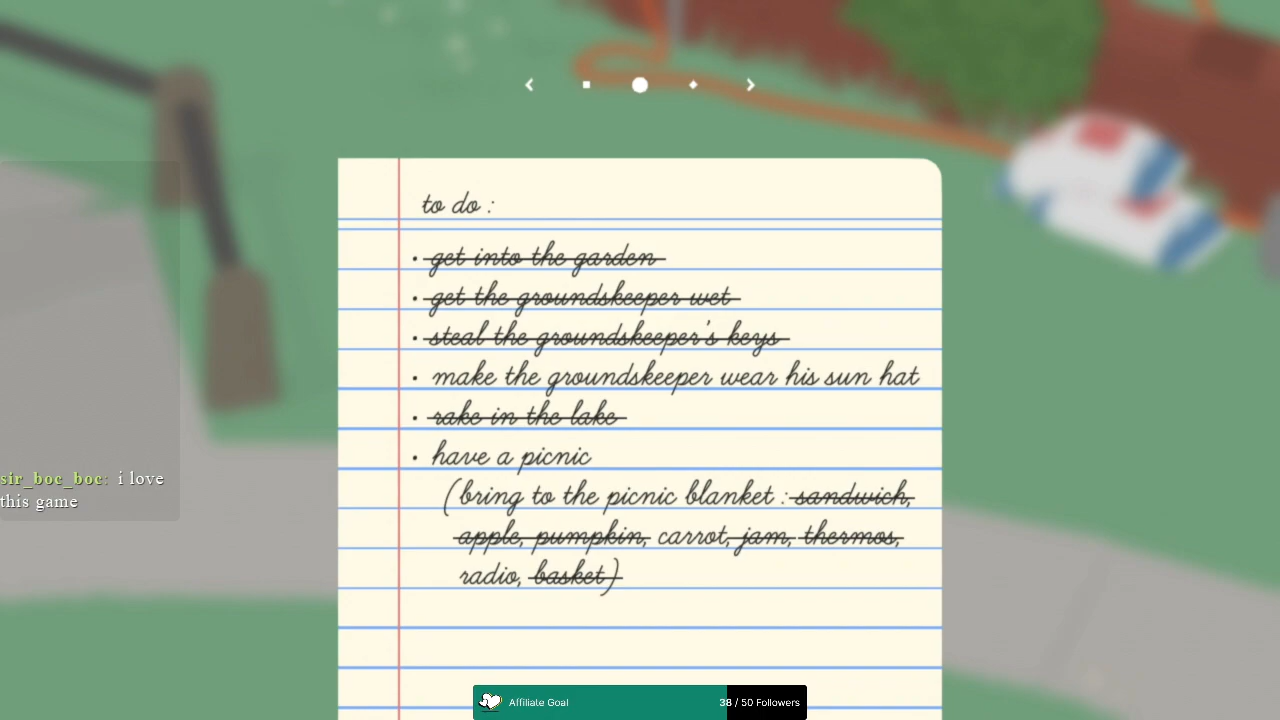 to do :
• get into the garden
• get the groundskeeper wet
• steal the groundskeeper's keys
• make the groundskeeper wear his sun hat
• rake in the lake
• have a picnic
(bring to the picnic blanket : sandwich,
apple, pumpkin, carrot, jam, thermos,
radio, basket)
sir_boc_boc: i love
this game
Affiliate Goal
38 / 50 Followers